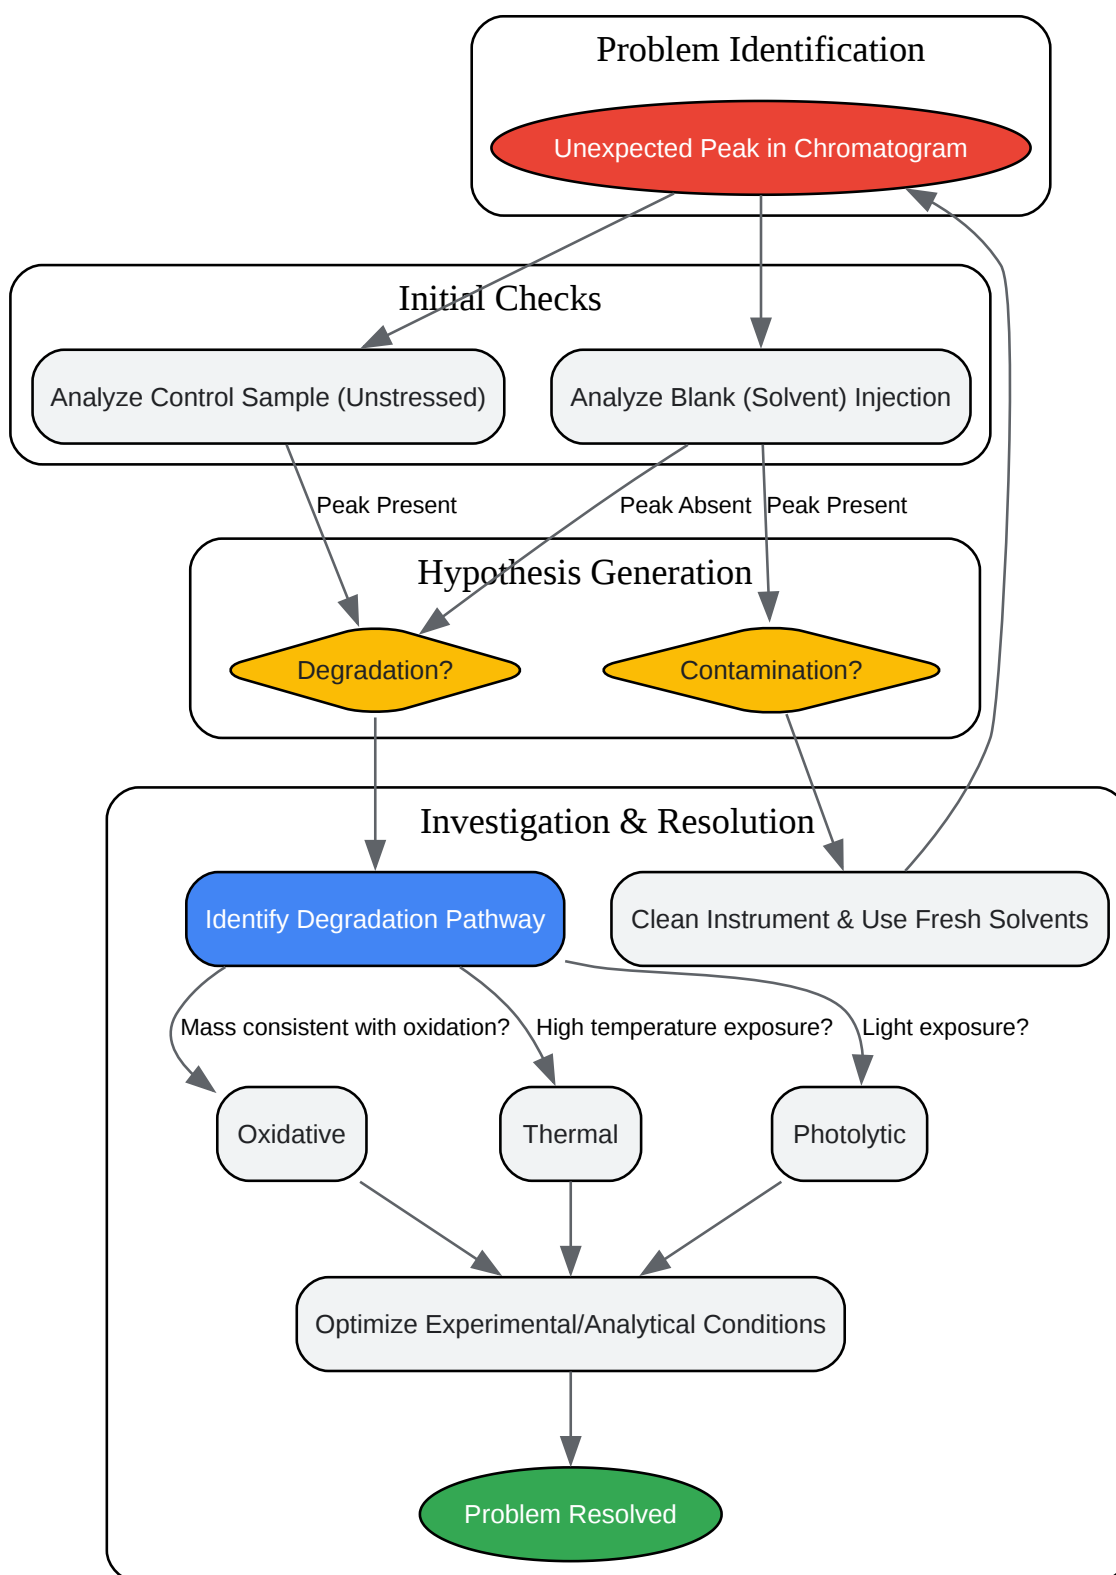 Problem Identification
Unexpected Peak in Chromatogram
Initial Checks
Analyze Control Sample (Unstressed)
Analyze Blank (Solvent) Injection
Peak Present
Peak Absent
Peak Present
Hypothesis Generation
Degradation?
Contamination?
Investigation & Resolution
Identify Degradation Pathway
Clean Instrument & Use Fresh Solvents
Mass consistent with oxidation?
High temperature exposure?
Light exposure?
Oxidative
Thermal
Photolytic
Optimize Experimental/Analytical Conditions
Problem Resolved